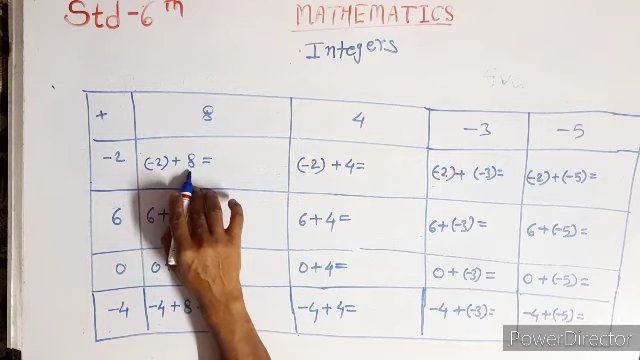 Std-6th
MATHEMATICS
. Integers
+ 8 4 -3 -5
-2 (-2) + 8 = (-2) + 4= (-2)+ (-3)= (-2)+(-5)=
6 6+ 6+4= 6+(-3)= 6+(-5)=
0 0 0+4= 0+(-3)= 0+(-5)=
-4 -4+8 -4+4= -4+(-3)= -4+(-5)=
Made With
PowerDirector